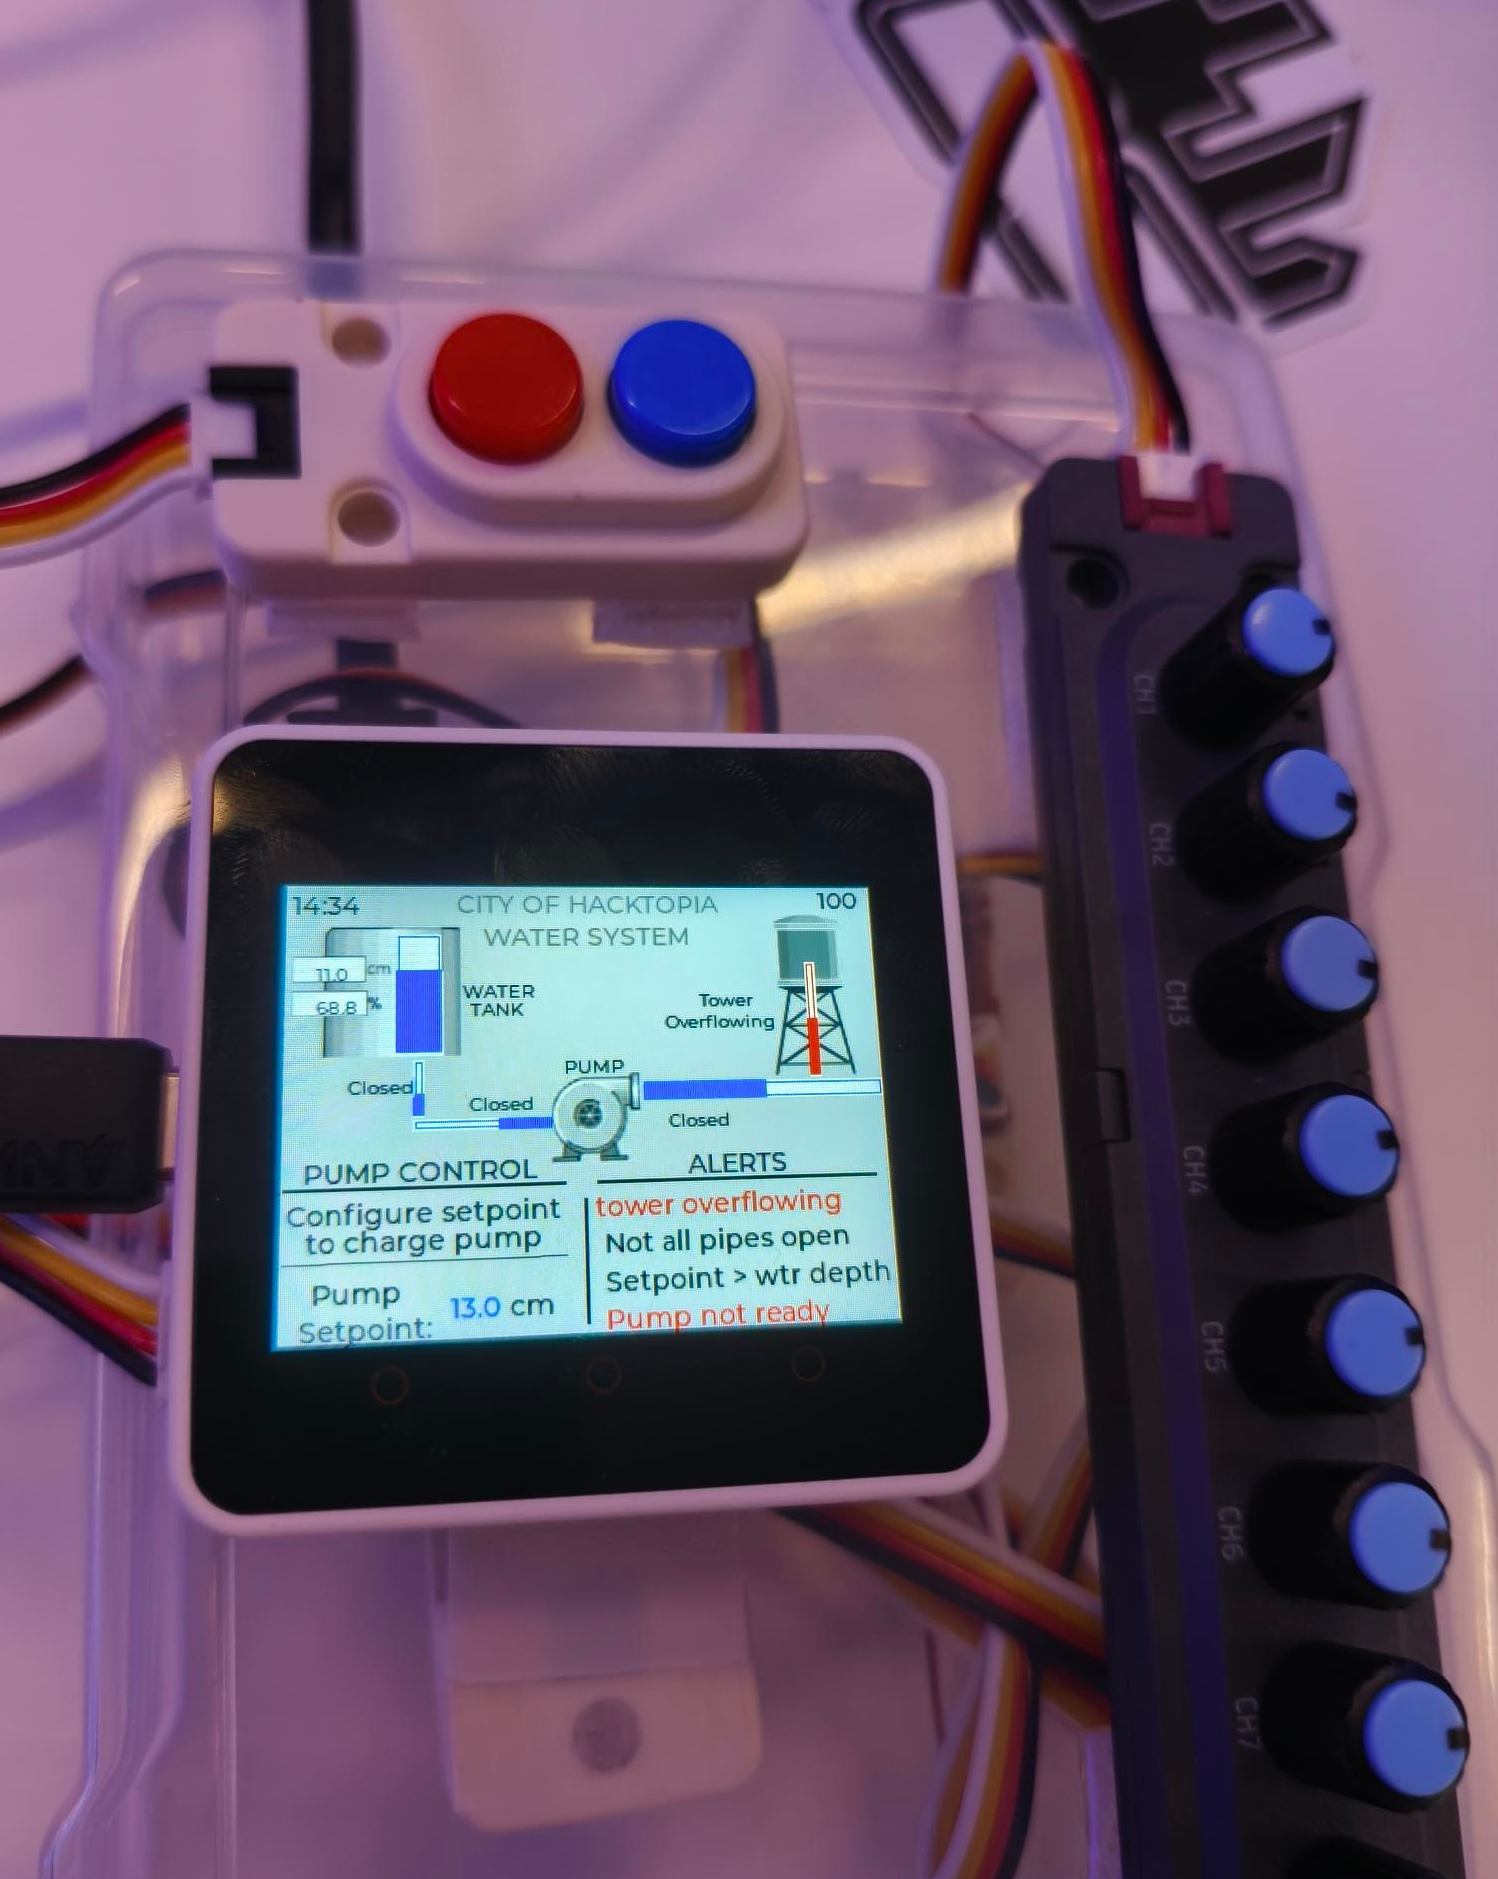 14:34
CITY OF HACKTOPIA
100
WATER SYSTEM
11.0 cm
68.8 %
WATER
TANK
Tower
Overflowing
PUMP
Closed
Closed
Closed
PUMP CONTROL
Configure setpoint
to charge pump
Pump
Setpoint:
13.0 cm
ALERTS
tower overflowing
Not all pipes open
Setpoint > wtr depth
Pump not ready
CH1
CH2
CH3
CH4
CH5
CH6
CH7